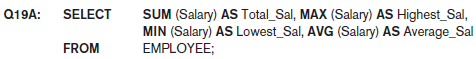 Q19A: SELECT SUM (Salary) AS Total_Sal, MAX (Salary) AS Highest_Sal,
MIN (Salary) AS Lowest_Sal, AVG (Salary) AS Average_Sal
FROM EMPLOYEE;